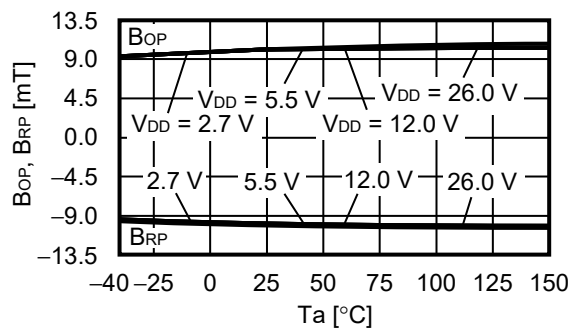 13.5
9.0
4.5
0.0
−4.5
−9.0
−13.5
BOP, BRP [mT]
BOP
VDD = 2.7 V
VDD = 5.5 V
VDD = 12.0 V
VDD = 26.0 V
2.7 V
5.5 V
12.0 V
26.0 V
BRP
−40 −25 0 25 50 75 100 125 150
Ta [°C]